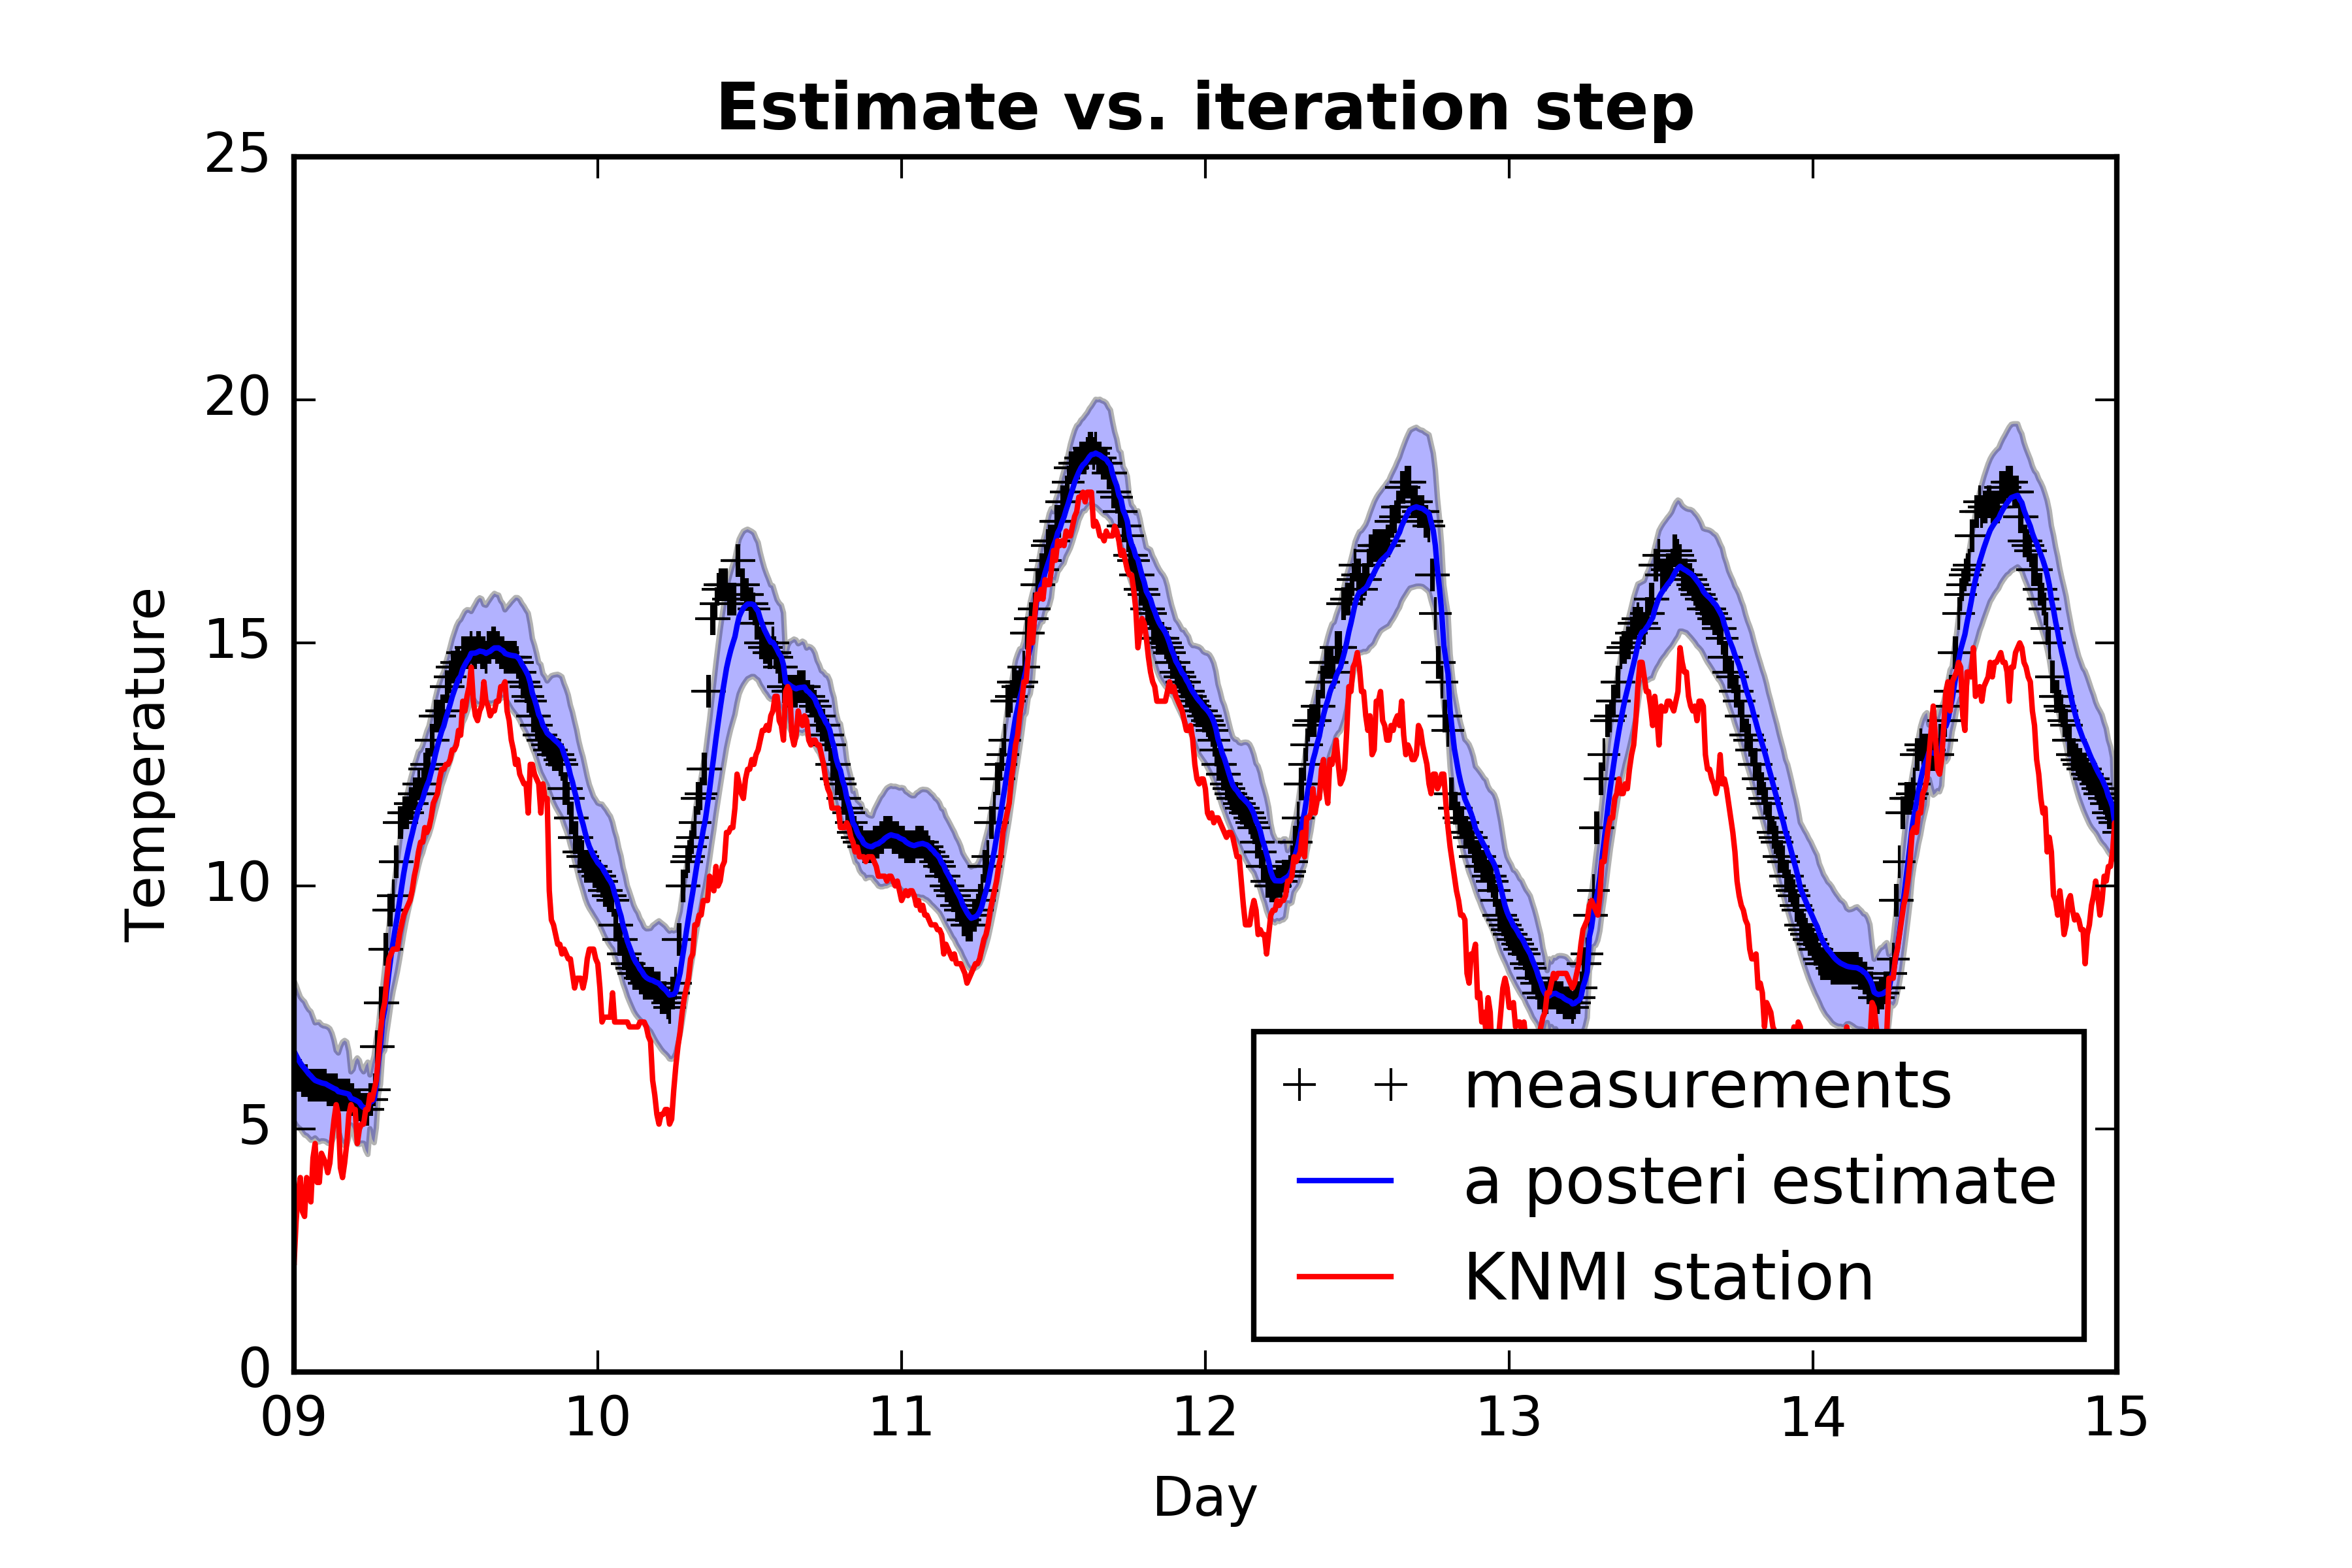 Estimate vs. iteration step
25
20
15
10
5
0
Temperature
09 10 11 12 13 14 15
Day
measurements
a posteri estimate
KNMI station